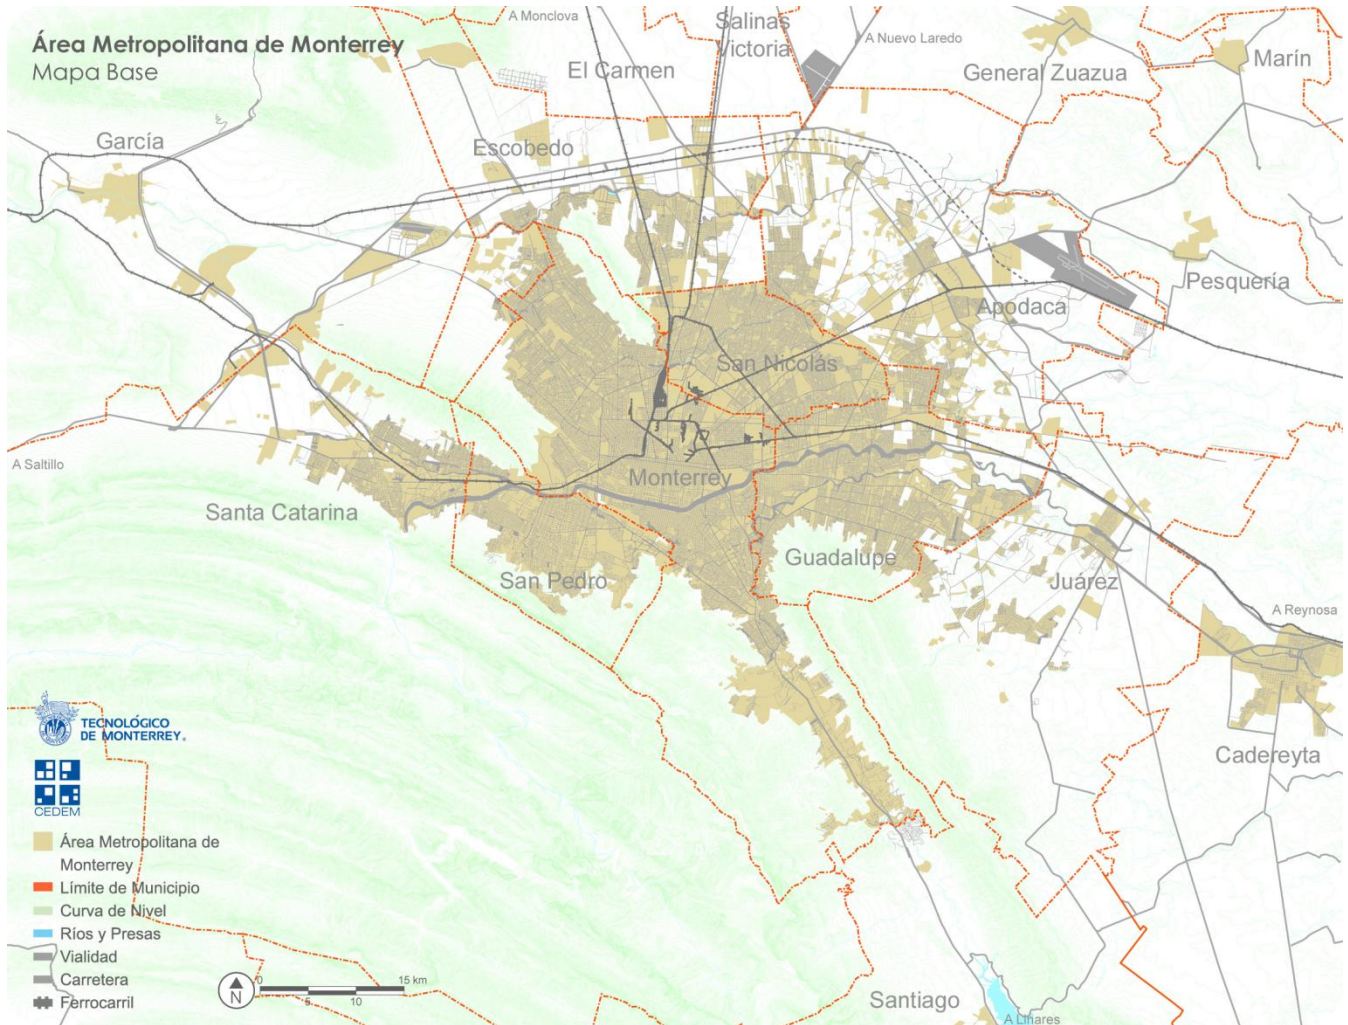 Área Metropolitana de Monterrey
Mapa Base
A Monclova
Salinas
Victoria
A Nuevo Laredo
El Carmen
General Zuazua
Marín
García
Escobedo
Pesquería
Apodaca
San Nicolás
A Saltillo
Monterrey
Santa Catarina
Guadalupe
San Pedro
Juárez
A Reynosa
Cadereyta
TECNOLÓGICO
DE MONTERREY®
CEDEM
Área Metropolitana de
Monterrey
Límite de Municipio
Curva de Nivel
Ríos y Presas
Vialidad
Carretera
Ferrocarril
N
0 15 km
5 10
Santiago
A Linares